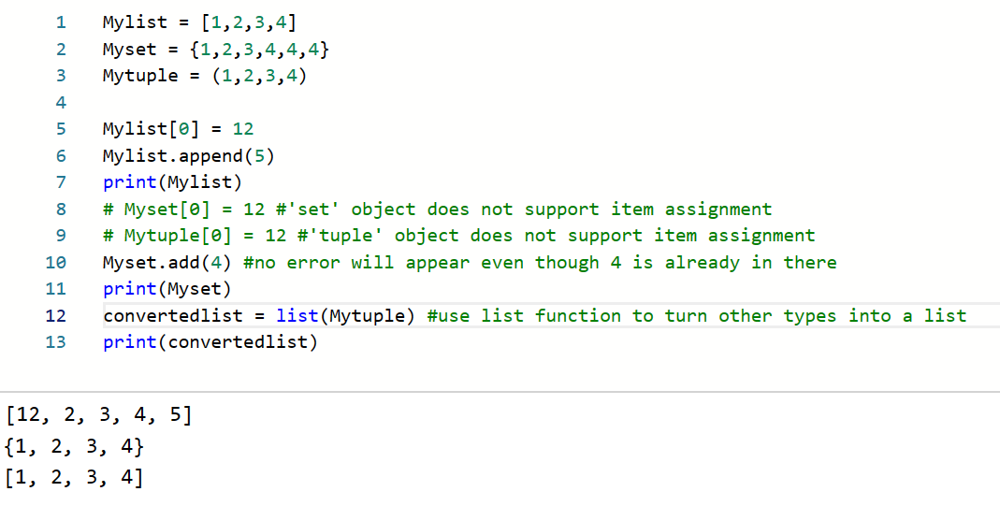 1 Mylist = [1,2,3,4]
2 Myset = {1,2,3,4,4,4}
3 Mytuple = (1,2,3,4)
4
5 Mylist[0] = 12
6 Mylist.append(5)
7 print(Mylist)
8 # Myset[0] = 12 #'set' object does not support item assignment
9 # Mytuple[0] = 12 #'tuple' object does not support item assignment
10 Myset.add(4) #no error will appear even though 4 is already in there
11 print(Myset)
12 convertedlist = list(Mytuple) #use list function to turn other types into a list
13 print(convertedlist)
[12, 2, 3, 4, 5]
{1, 2, 3, 4}
[1, 2, 3, 4]